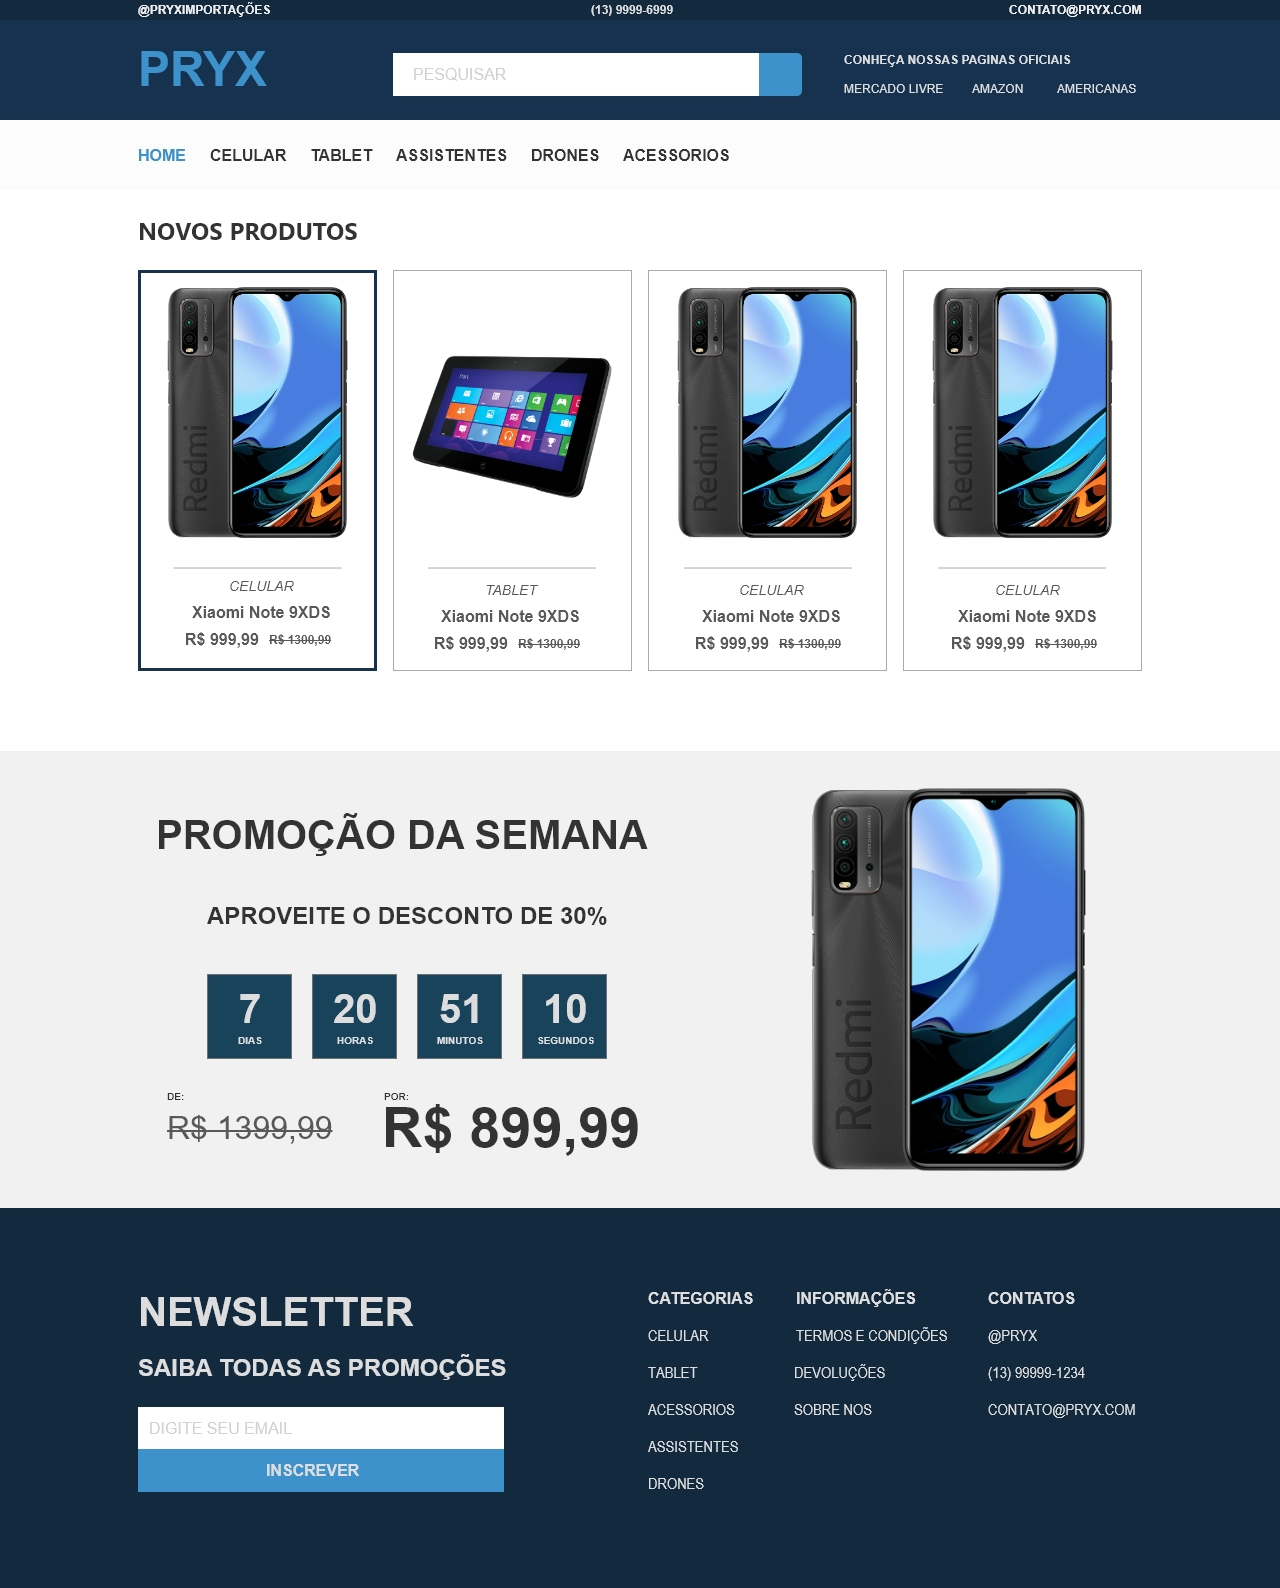 @PRYXIMPORTAÇÕES (13) 9999-6999 CONTATO@PRYX.COM
PRYX
PESQUISAR
CONHEÇA NOSSAS PAGINAS OFICIAIS
MERCADO LIVRE AMAZON AMERICANAS
HOME CELULAR TABLET ASSISTENTES DRONES ACESSORIOS
NOVOS PRODUTOS
Redmi
CELULAR
Xiaomi Note 9XDS
R$ 999,99 R$ 1300,99
TABLET
Xiaomi Note 9XDS
R$ 999,99 R$ 1300,99
Redmi
CELULAR
Xiaomi Note 9XDS
R$ 999,99 R$ 1300,99
Redmi
CELULAR
Xiaomi Note 9XDS
R$ 999,99 R$ 1300,99
PROMOÇÃO DA SEMANA
APROVEITE O DESCONTO DE 30%
7 20 51 10
DIAS HORAS MINUTOS SEGUNDOS
DE:
R$ 1399,99
POR:
R$ 899,99
Redmi
NEWSLETTER
SAIBA TODAS AS PROMOÇÕES
DIGITE SEU EMAIL
INSCREVER
CATEGORIAS
CELULAR
TABLET
ACESSORIOS
ASSISTENTES
DRONES
INFORMAÇÕES
TERMOS E CONDIÇÕES
DEVOLUÇÕES
SOBRE NOS
CONTATOS
@PRYX
(13) 99999-1234
CONTATO@PRYX.COM